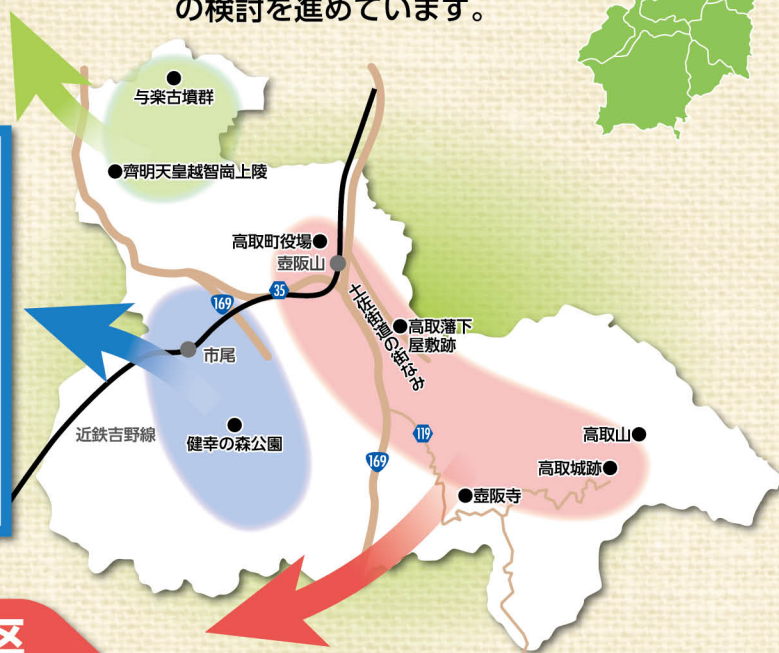 の検討を進めています。
与楽古墳群
齊明天皇越智崗上陵
高取町役場
壺阪山
35
169
土佐街道の街なみ
高取藩下
屋敷跡
市尾
近鉄吉野線
健幸の森公園
119
169
高取山
高取城跡
壺阪寺
区